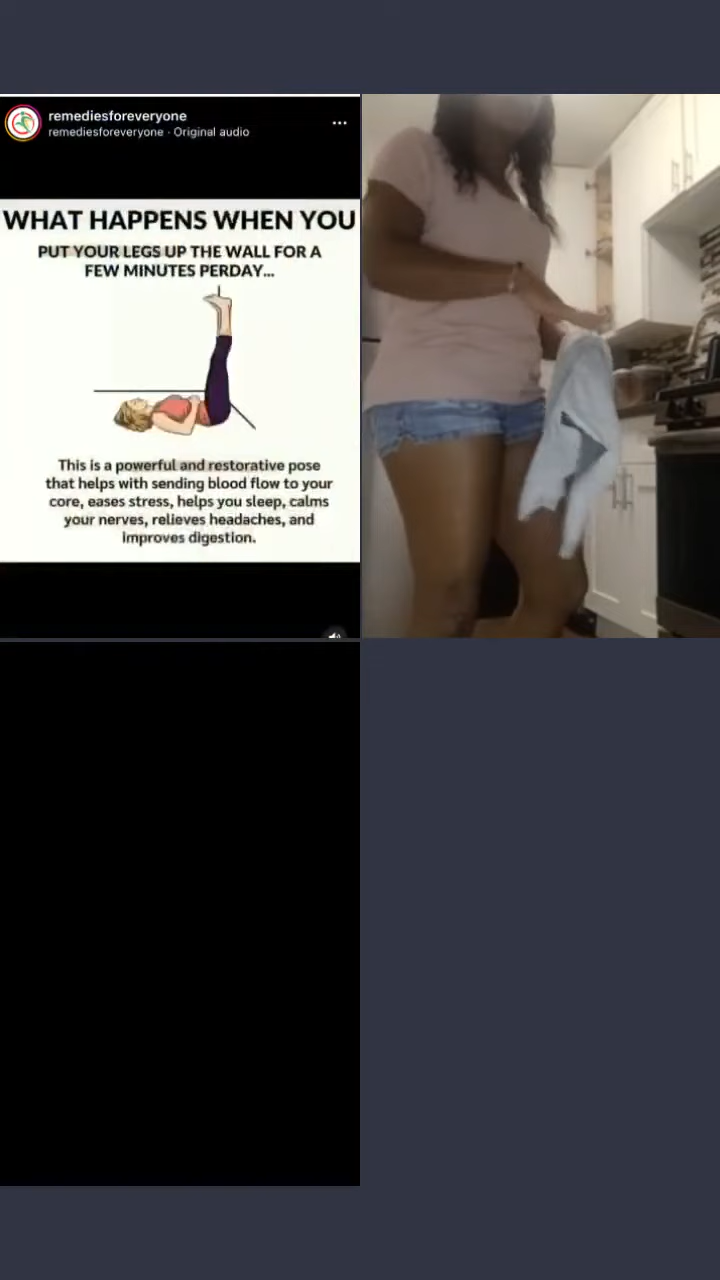 remediesforeveryone
remediesforeveryone · Original audio
WHAT HAPPENS WHEN YOU
PUT YOUR LEGS UP THE WALL FOR A
FEW MINUTES PERDAY...
This is a powerful and restorative pose
that helps with sending blood flow to your
core, eases stress, helps you sleep, calms
your nerves, relieves headaches, and
improves digestion.